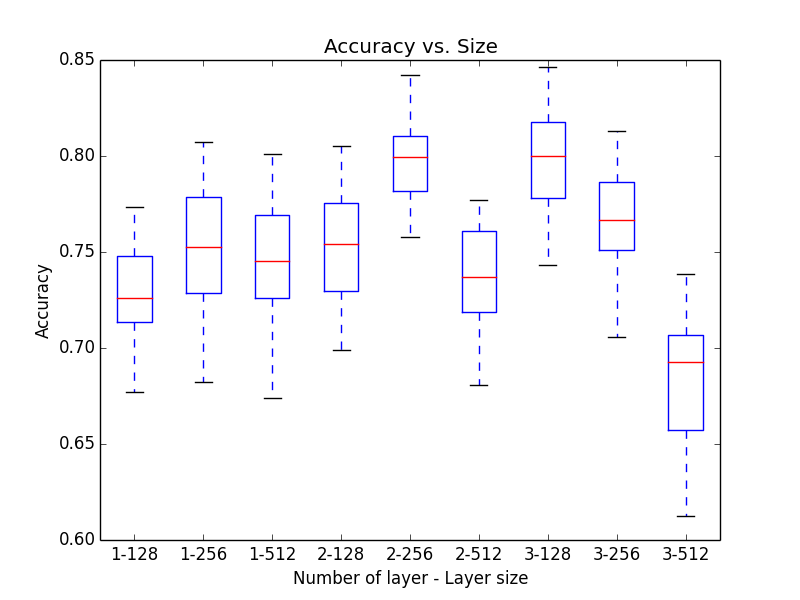 Accuracy vs. Size
0.85
0.80
0.75
0.70
0.65
0.60
Accuracy
1-128 1-256 1-512 2-128 2-256 2-512 3-128 3-256 3-512
Number of layer - Layer size